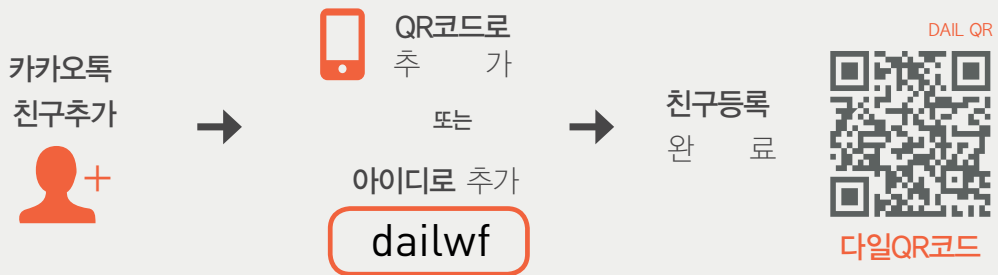 카카오톡
친구추가
QR코드로
추 가
또는
아이디로 추가
dailwf
친구등록
완 료
DAIL QR
다일QR코드